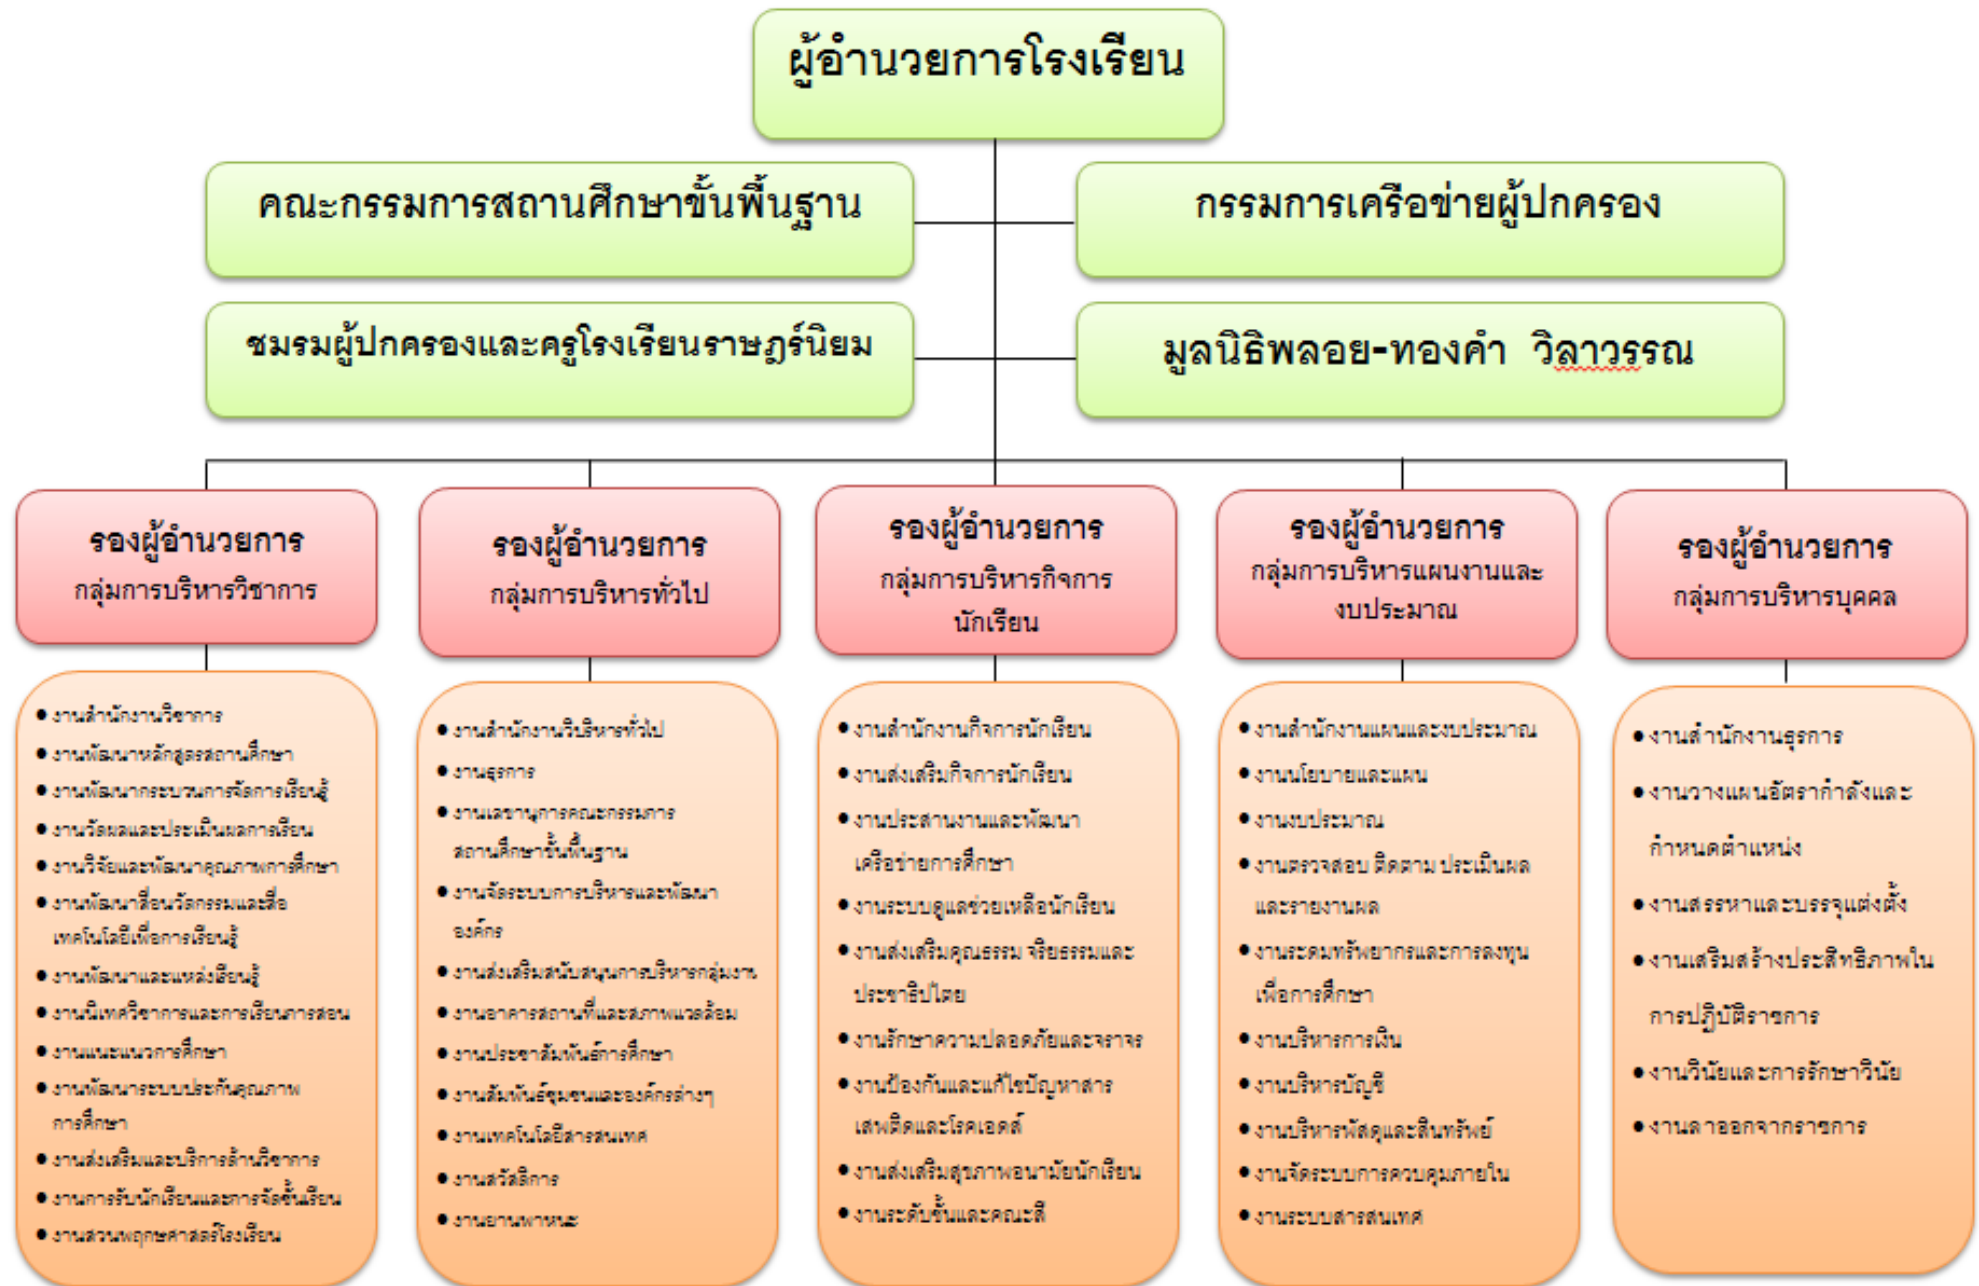 ผู้อำนวยการโรงเรียน
คณะกรรมการสถานศึกษาขั้นพื้นฐาน
กรรมการเครือข่ายผู้ปกครอง
ชมรมผู้ปกครองและครูโรงเรียนราษฎร์นิยม
มูลนิธิพลอย-ทองคำ วิลาวรรณ
รองผู้อำนวยการ
กลุ่มการบริหารวิชาการ
รองผู้อำนวยการ
กลุ่มการบริหารทั่วไป
รองผู้อำนวยการ
กลุ่มการบริหารกิจการ
นักเรียน
รองผู้อำนวยการ
กลุ่มการบริหารแผนงานและ
งบประมาณ
รองผู้อำนวยการ
กลุ่มการบริหารบุคคล
● งานสำนักงานวิชาการ
● งานพัฒนาหลักสูตรสถานศึกษา
● งานพัฒนากระบวนการจัดการเรียนรู้
● งานวัดผลและประเมินผลการเรียน
● งานวิจัยและพัฒนาคุณภาพการศึกษา
● งานพัฒนาสื่อนวัตกรรมและสื่อ
เทคโนโลยีเพื่อการเรียนรู้
● งานพัฒนาและแหล่งเรียนรู้
● งานนิเทศวิชาการและการเรียนการสอน
● งานแนะแนวการศึกษา
● งานพัฒนาระบบประกันคุณภาพ
การศึกษา
● งานส่งเสริมและบริการด้านวิชาการ
● งานการรับนักเรียนและการจัดชั้นเรียน
● งานสวนพฤกษศาสตร์โรงเรียน
● งานสำนักงานวิบริหารทั่วไป
● งานธุรการ
● งานเลขานุการคณะกรรมการ
สถานศึกษาขั้นพื้นฐาน
● งานจัดระบบการบริหารและพัฒนา
องค์กร
● งานส่งเสริมสนับสนุนการบริหารกลุ่มงาน
● งานอาคารสถานที่และสภาพแวดล้อม
● งานประชาสัมพันธ์การศึกษา
● งานสัมพันธ์ชุมชนและองค์กรต่างๆ
● งานเทคโนโลยีสารสนเทศ
● งานสวัสดิการ
● งานยานพาหนะ
● งานสำนักงานกิจการนักเรียน
● งานส่งเสริมกิจการนักเรียน
● งานประสานงานและพัฒนา
เครือข่ายการศึกษา
● งานระบบดูแลช่วยเหลือนักเรียน
● งานส่งเสริมคุณธรรม จริยธรรมและ
ประชาธิปไตย
● งานรักษาความปลอดภัยและจราจร
● งานป้องกันและแก้ไขปัญหาสาร
เสพติดและโรคเอดส์
● งานส่งเสริมสุขภาพอนามัยนักเรียน
● งานระดับชั้นและคณะสี
● งานสำนักงานแผนและงบประมาณ
● งานนโยบายและแผน
● งานงบประมาณ
● งานตรวจสอบ ติดตาม ประเมินผล
และรายงานผล
● งานระดมทรัพยากรและการลงทุน
เพื่อการศึกษา
● งานบริหารการเงิน
● งานบริหารบัญชี
● งานบริหารพัสดุและสินทรัพย์
● งานจัดระบบการควบคุมภายใน
● งานระบบสารสนเทศ
● งานสำนักงานธุรการ
● งานวางแผนอัตรากำลังและ
กำหนดตำแหน่ง
● งานสรรหาและบรรจุแต่งตั้ง
● งานเสริมสร้างประสิทธิภาพใน
การปฏิบัติราชการ
● งานวินัยและการรักษาวินัย
● งานลาออกจากราชการ